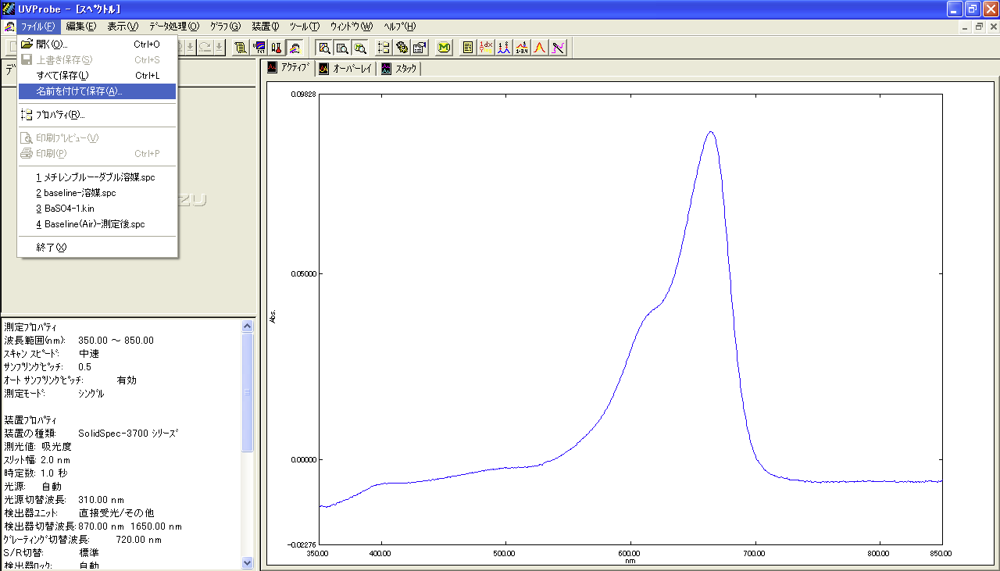 UVProbe - [ｽﾍﾟｸﾄﾙ]
ﾌｧｲﾙ(F) 編集(E) 表示(V) ﾃﾞｰﾀ処理(O) ｸﾞﾗﾌ(G) 装置(I) ﾂｰﾙ(T) ｳｨﾝﾄﾞｳ(W) ﾍﾙﾌﾟ(H)
開く(O)... Ctrl+O
上書き保存(S) Ctrl+S
すべて保存(L) Ctrl+L
名前を付けて保存(A)...
ﾌﾟﾛﾊﾟﾃｨ(R)...
印刷ﾌﾟﾚﾋﾞｭｰ(V)
印刷(P) Ctrl+P
1 メチレンブルー-ダブル溶媒.spc
2 baseline-溶媒.spc
3 BaSO4-1.kin
4 Baseline(Air)-測定後.spc
終了(X)
ﾃﾞ
ZU
測定ﾌﾟﾛﾊﾟﾃｨ
波長範囲(nm): 350.00 ～ 850.00
ｽｷｬﾝ ｽﾋﾟｰﾄﾞ: 中速
ｻﾝﾌﾟﾘﾝｸﾞﾋﾟｯﾁ: 0.5
ｵｰﾄ ｻﾝﾌﾟﾘﾝｸﾞﾋﾟｯﾁ: 有効
測定ﾓｰﾄﾞ: ｼﾝｸﾞﾙ
装置ﾌﾟﾛﾊﾟﾃｨ
装置の種類: SolidSpec-3700 ｼﾘｰｽﾞ
測光値: 吸光度
ｽﾘｯﾄ幅: 2.0 nm
時定数: 1.0 秒
光源: 自動
光源切替波長: 310.00 nm
検出器ﾕﾆｯﾄ: 直接受光/その他
検出器切替波長: 870.00 nm 1650.00 nm
ｸﾞﾚｰﾃｨﾝｸﾞ切替波長: 720.00 nm
S/R切替: 標準
検出器ﾛｯｸ: 自動
ｱｸﾃｨﾌﾞ ｵｰﾊﾞｰﾚｲ ｽﾀｯｸ
0.09828
0.05000
Abs.
0.00000
-0.02276
350.00 400.00 500.00 600.00 700.00 800.00 850.00
nm